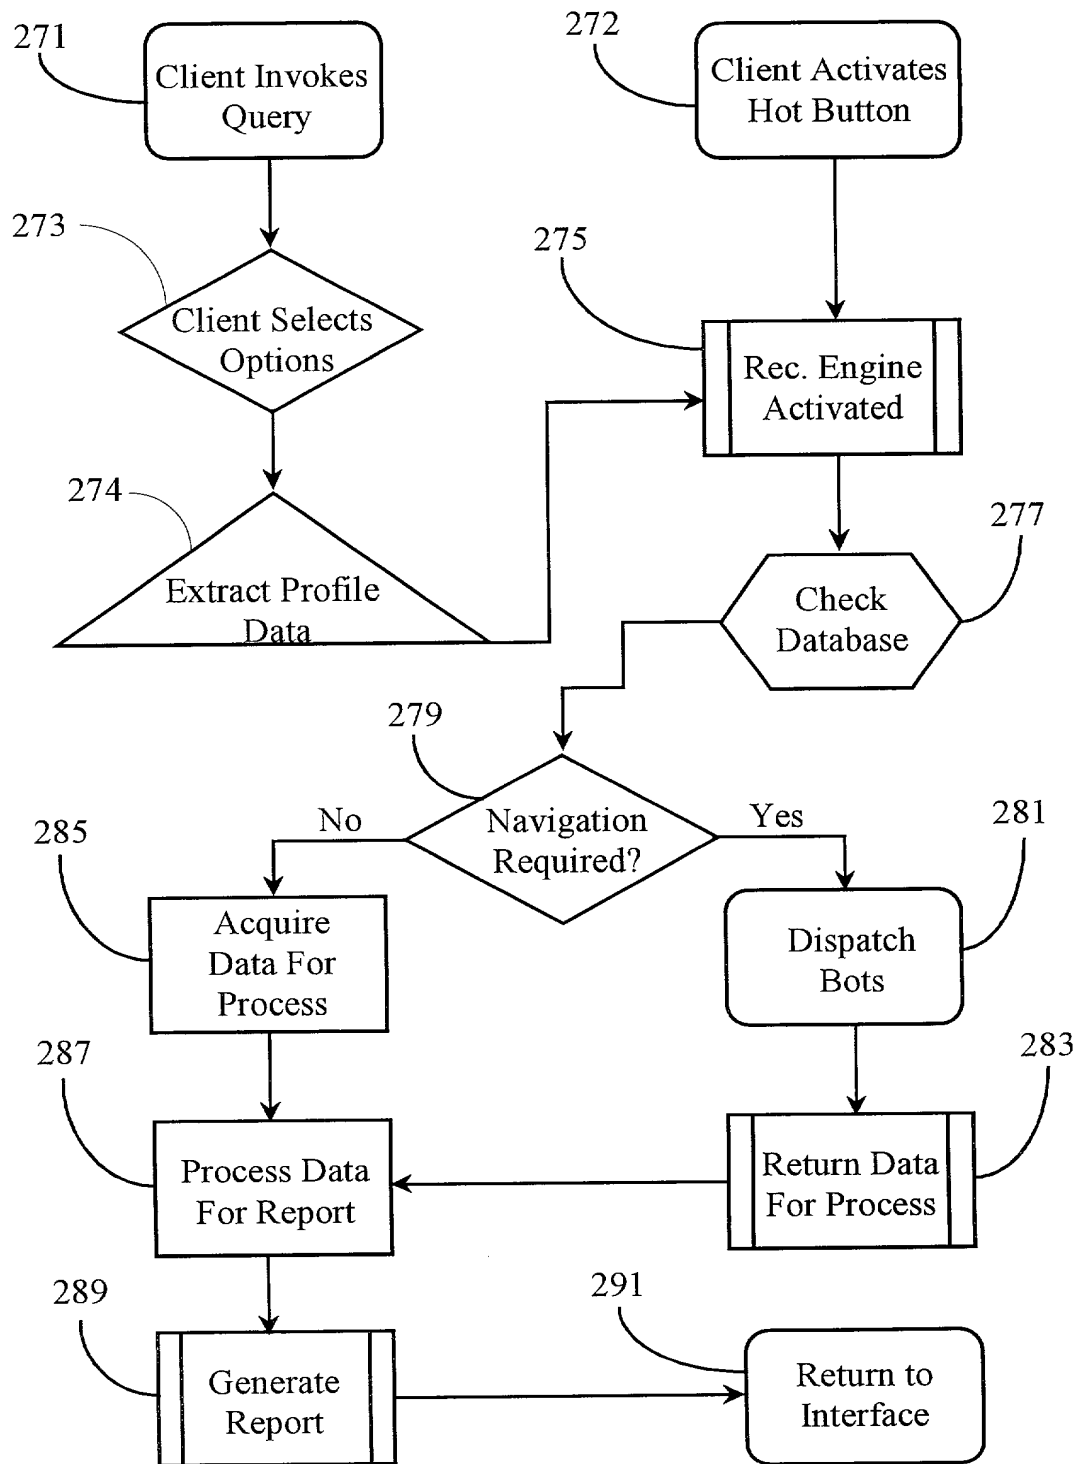 271
Client Invokes
Query
272
Client Activates
Hot Button
273
Client Selects
Options
275
Rec. Engine
Activated
274
Extract Profile
Data
277
Check
Database
279
Navigation
Required?
No
Yes
285
Acquire
Data For
Process
281
Dispatch
Bots
287
Process Data
For Report
283
Return Data
For Process
289
Generate
Report
291
Return to
Interface